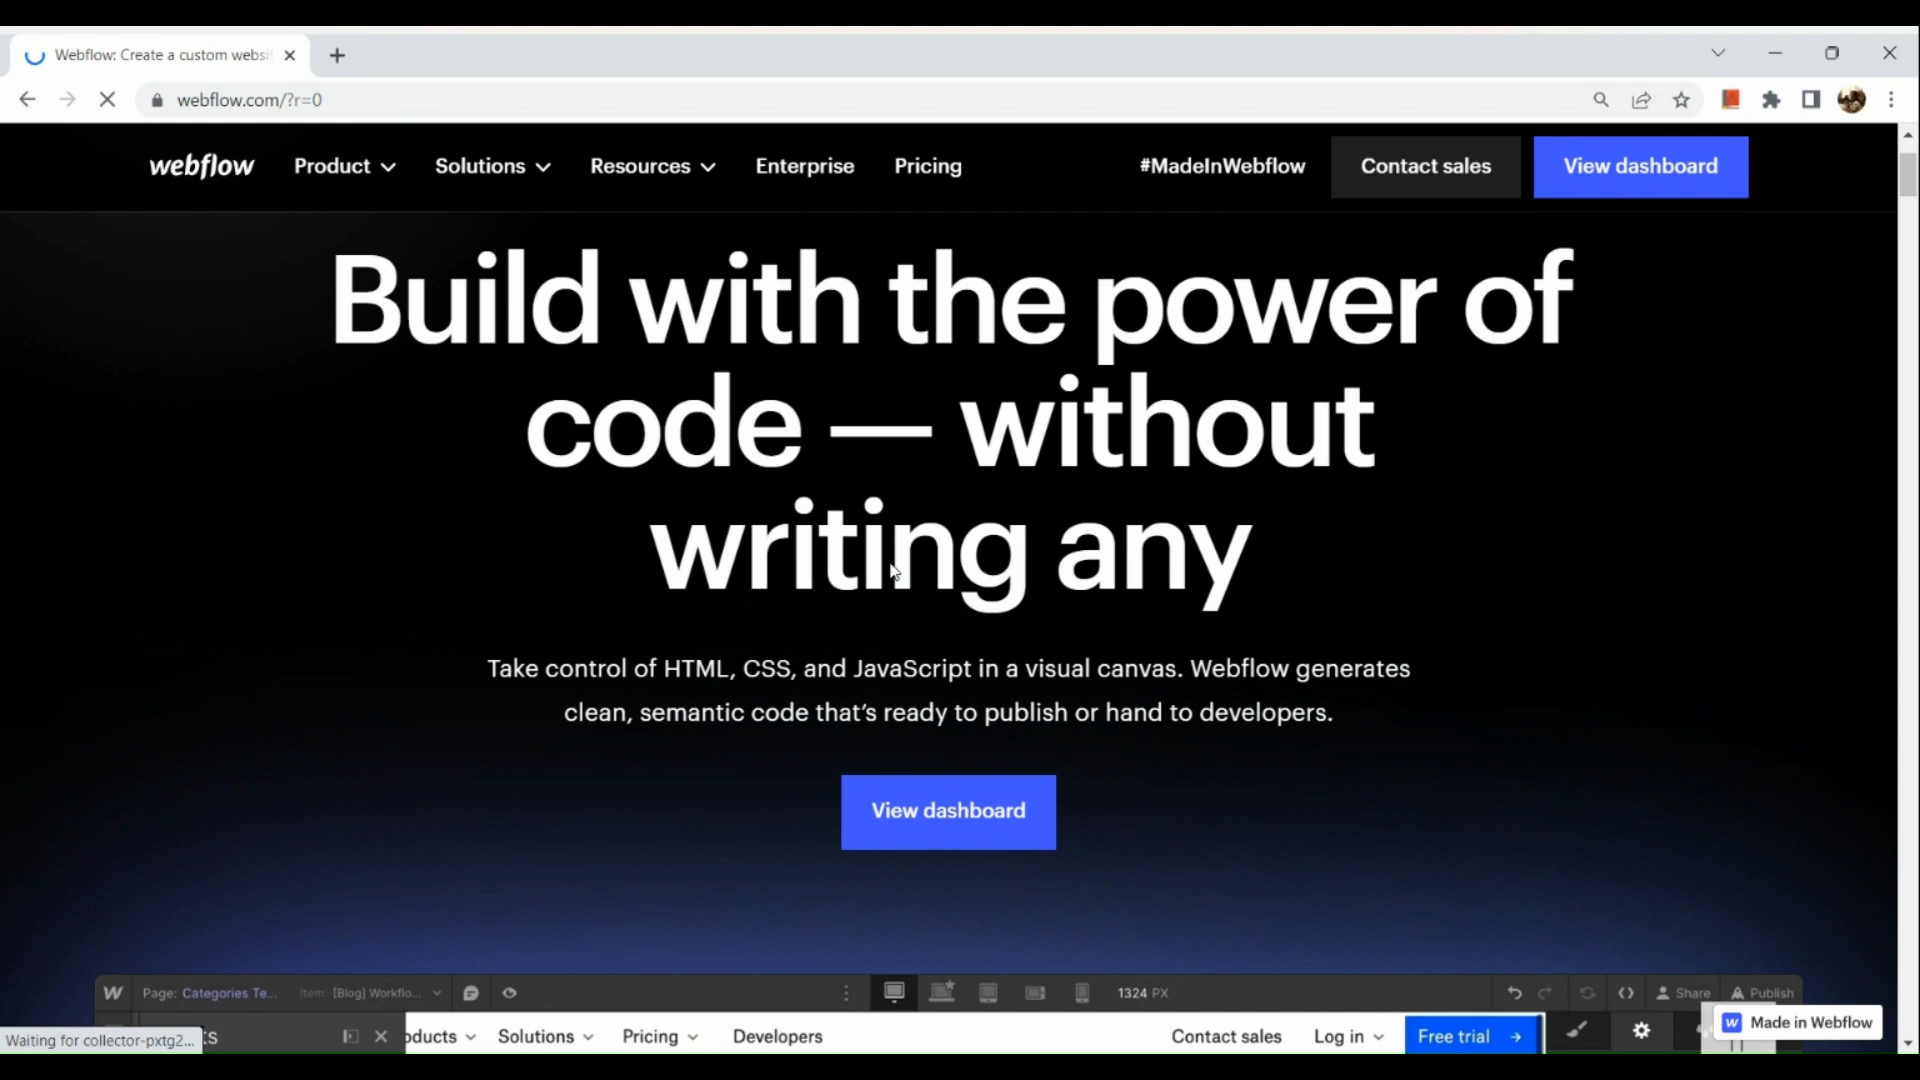 Webflow: Create a custom websi
webflow.com/?r=0
webflow Product Solutions Resources Enterprise Pricing #MadeInWebflow Contact sales View dashboard
Build with the power of
code — without
writing any
Take control of HTML, CSS, and JavaScript in a visual canvas. Webflow generates
clean, semantic code that’s ready to publish or hand to developers.
View dashboard
W Page: Categories Te... Item: [Blog] Workflo... 1324 PX Share Publish
W Made in Webflow
Waiting for collector-pxtg2... ts oducts Solutions Pricing Developers Contact sales Log in Free trial →